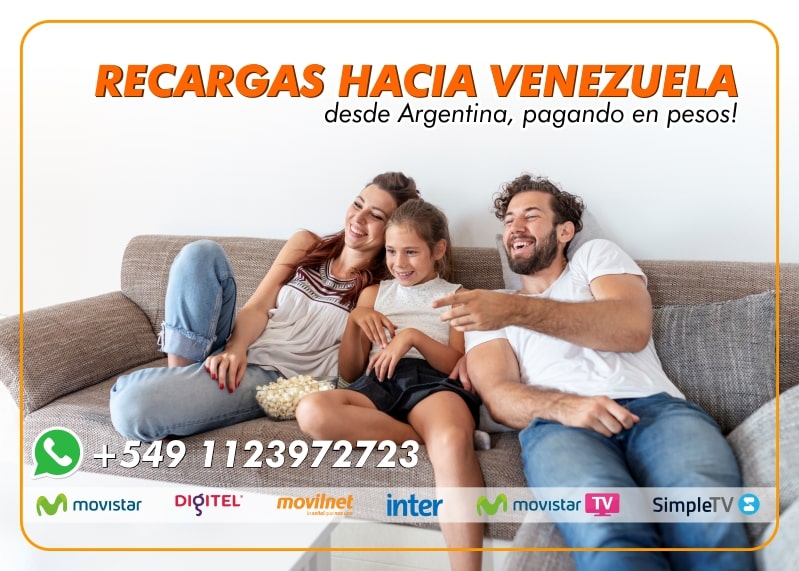 RECARGAS HACIA VENEZUELA
desde Argentina, pagando en pesos!
+549 1123972723
movistar DIGITEL movilnet inter movistar TV SimpleTV